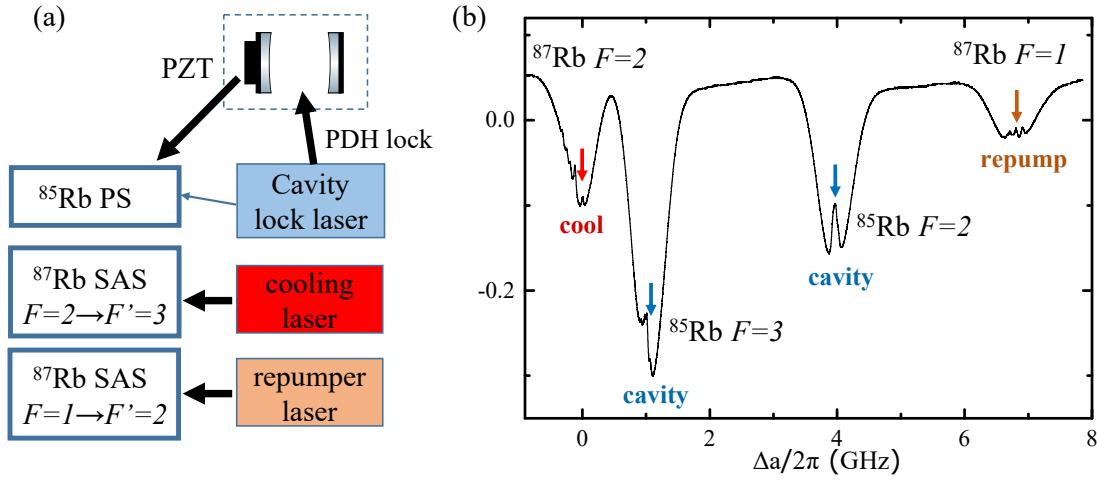 (a)
PZT
PDH lock
⁸⁵Rb PS
Cavity
lock laser
⁸⁷Rb SAS
F=2→F'=3
cooling
laser
⁸⁷Rb SAS
F=1→F'=2
repumper
laser
(b)
⁸⁷Rb F=2
⁸⁷Rb F=1
0.0
-0.2
cool
repump
⁸⁵Rb F=2
cavity
⁸⁵Rb F=3
cavity
0 2 4 6 8
Δa/2π (GHz)